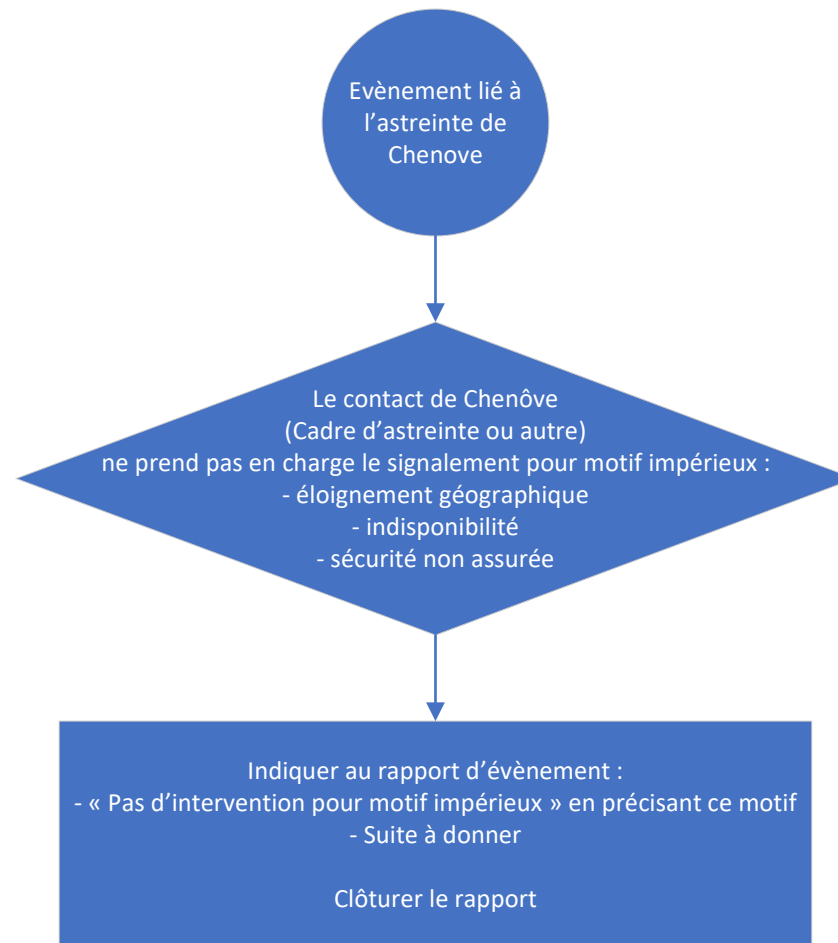 Evènement lié à
l’astreinte de
Chenove
Le contact de Chenôve
(Cadre d’astreinte ou autre)
ne prend pas en charge le signalement pour motif impérieux :
- éloignement géographique
- indisponibilité
- sécurité non assurée
Indiquer au rapport d’évènement :
- « Pas d’intervention pour motif impérieux » en précisant ce motif
- Suite à donner
Clôturer le rapport